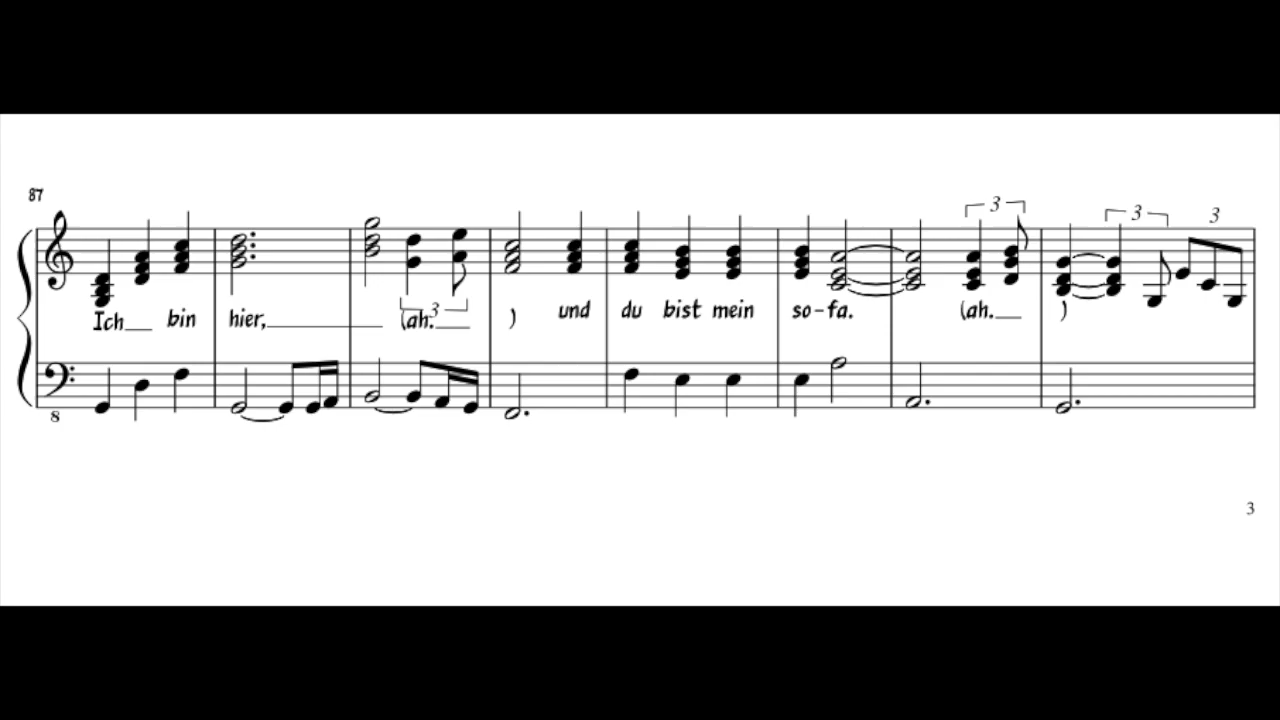 87
3 3 3
Ich bin hier, (ah. 3 ) und du bist mein so-fa. (ah. )
8
3